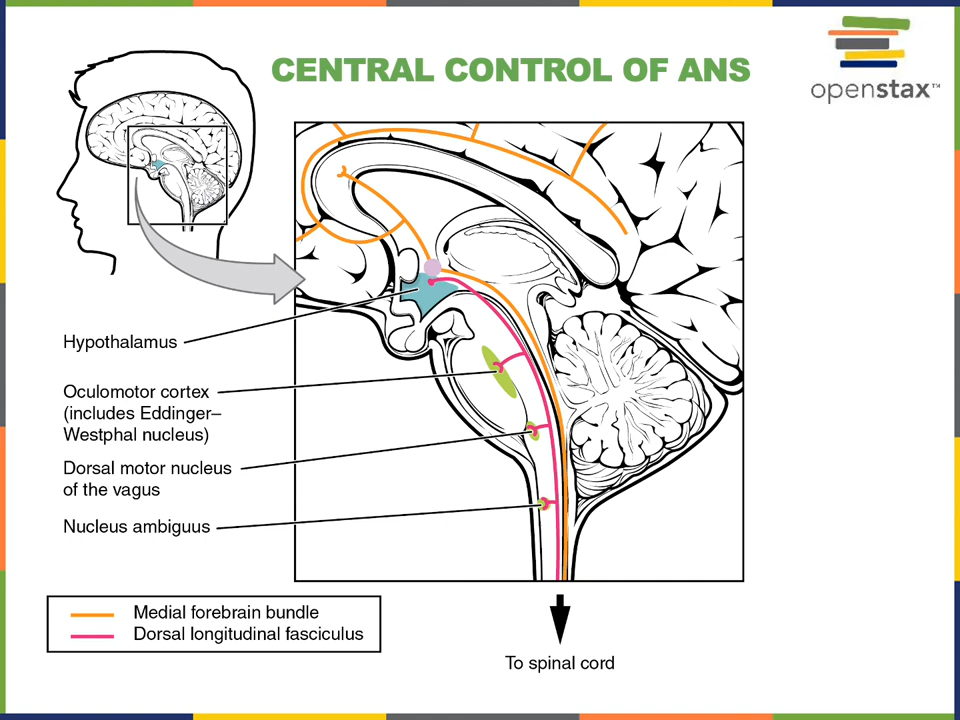 CENTRAL CONTROL OF ANS
openstax™
Hypothalamus
Oculomotor cortex
(includes Eddinger–
Westphal nucleus)
Dorsal motor nucleus
of the vagus
Nucleus ambiguus
Medial forebrain bundle
Dorsal longitudinal fasciculus
To spinal cord